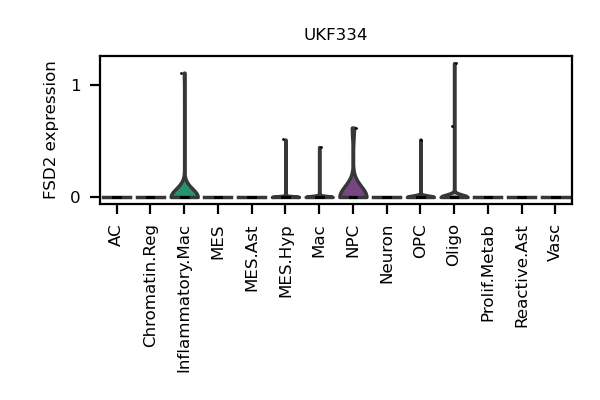 UKF334
FSD2 expression
1
0
AC
Chromatin.Reg
Inflammatory.Mac
MES
MES.Ast
MES.Hyp
Mac
NPC
Neuron
OPC
Oligo
Prolif.Metab
Reactive.Ast
Vasc